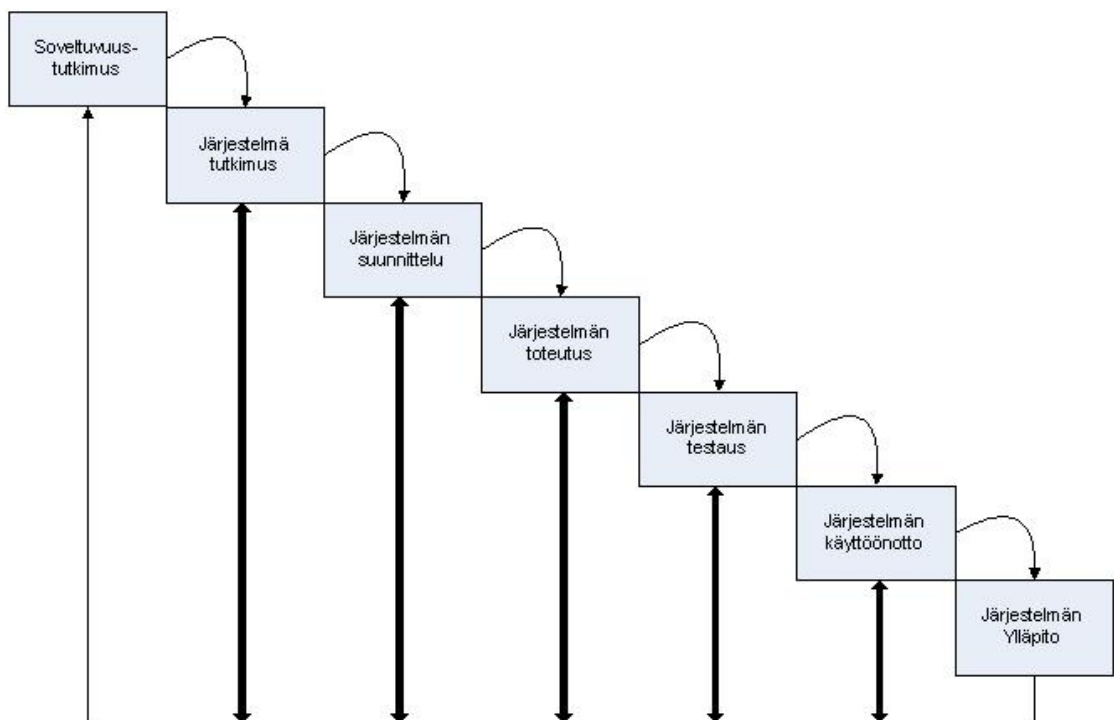 Soveltuvuus-
tutkimus
Järjestelmä
tutkimus
Järjestelmän
suunnittelu
Järjestelmän
toteutus
Järjestelmän
testaus
Järjestelmän
käyttöönotto
Järjestelmän
Ylläpito